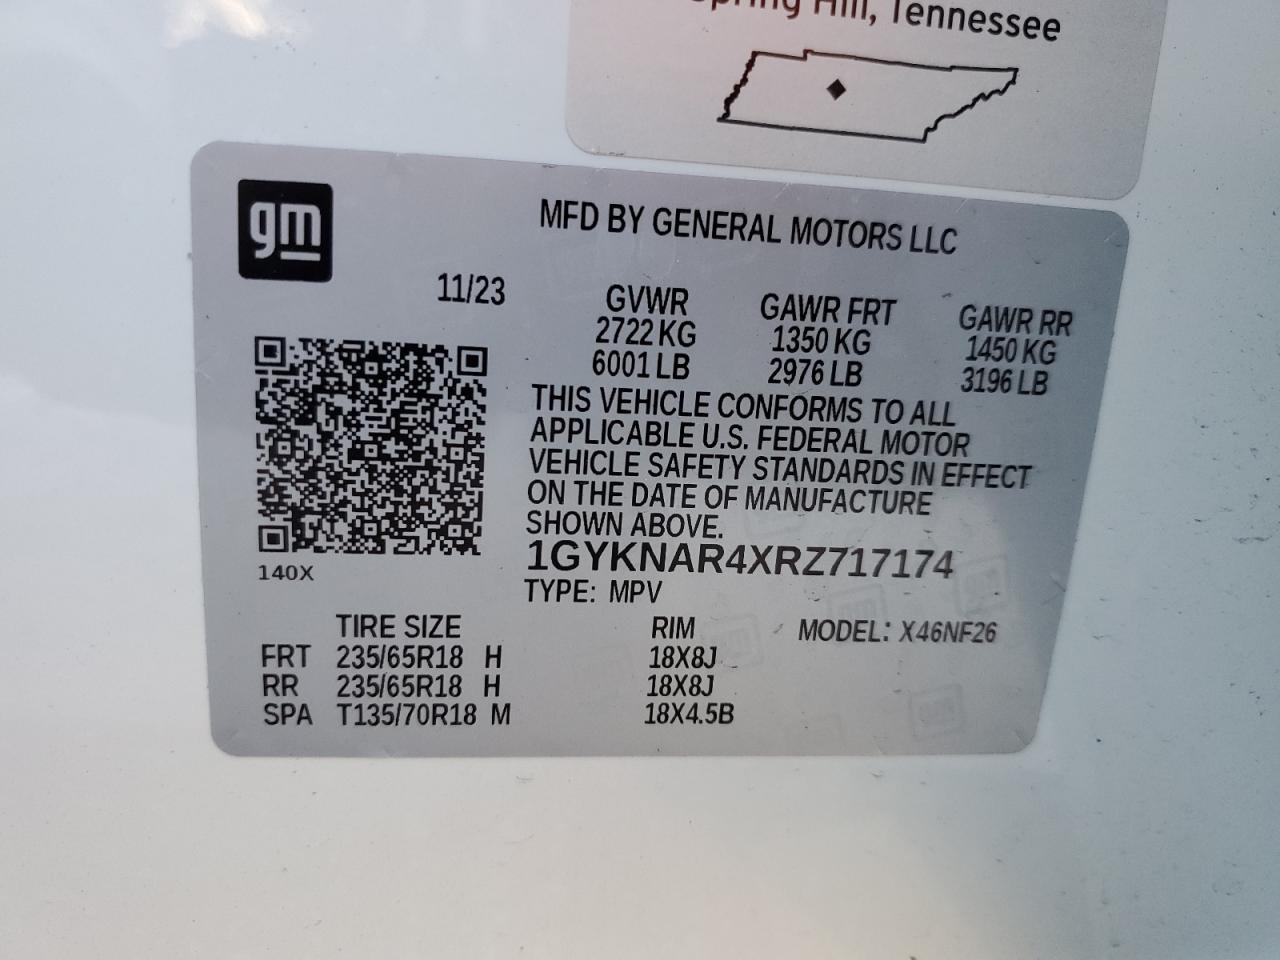 Spring Hill, Tennessee
gm
MFD BY GENERAL MOTORS LLC
11/23
GVWR GAWR FRT GAWR RR
2722 KG 1350 KG 1450 KG
6001 LB 2976 LB 3196 LB
THIS VEHICLE CONFORMS TO ALL
APPLICABLE U.S. FEDERAL MOTOR
VEHICLE SAFETY STANDARDS IN EFFECT
ON THE DATE OF MANUFACTURE
SHOWN ABOVE.
1GYKNAR4XRZ717174
140X
TYPE: MPV
TIRE SIZE RIM MODEL: X46NF26
FRT 235/65R18 H 18X8J
RR 235/65R18 H 18X8J
SPA T135/70R18 M 18X4.5B